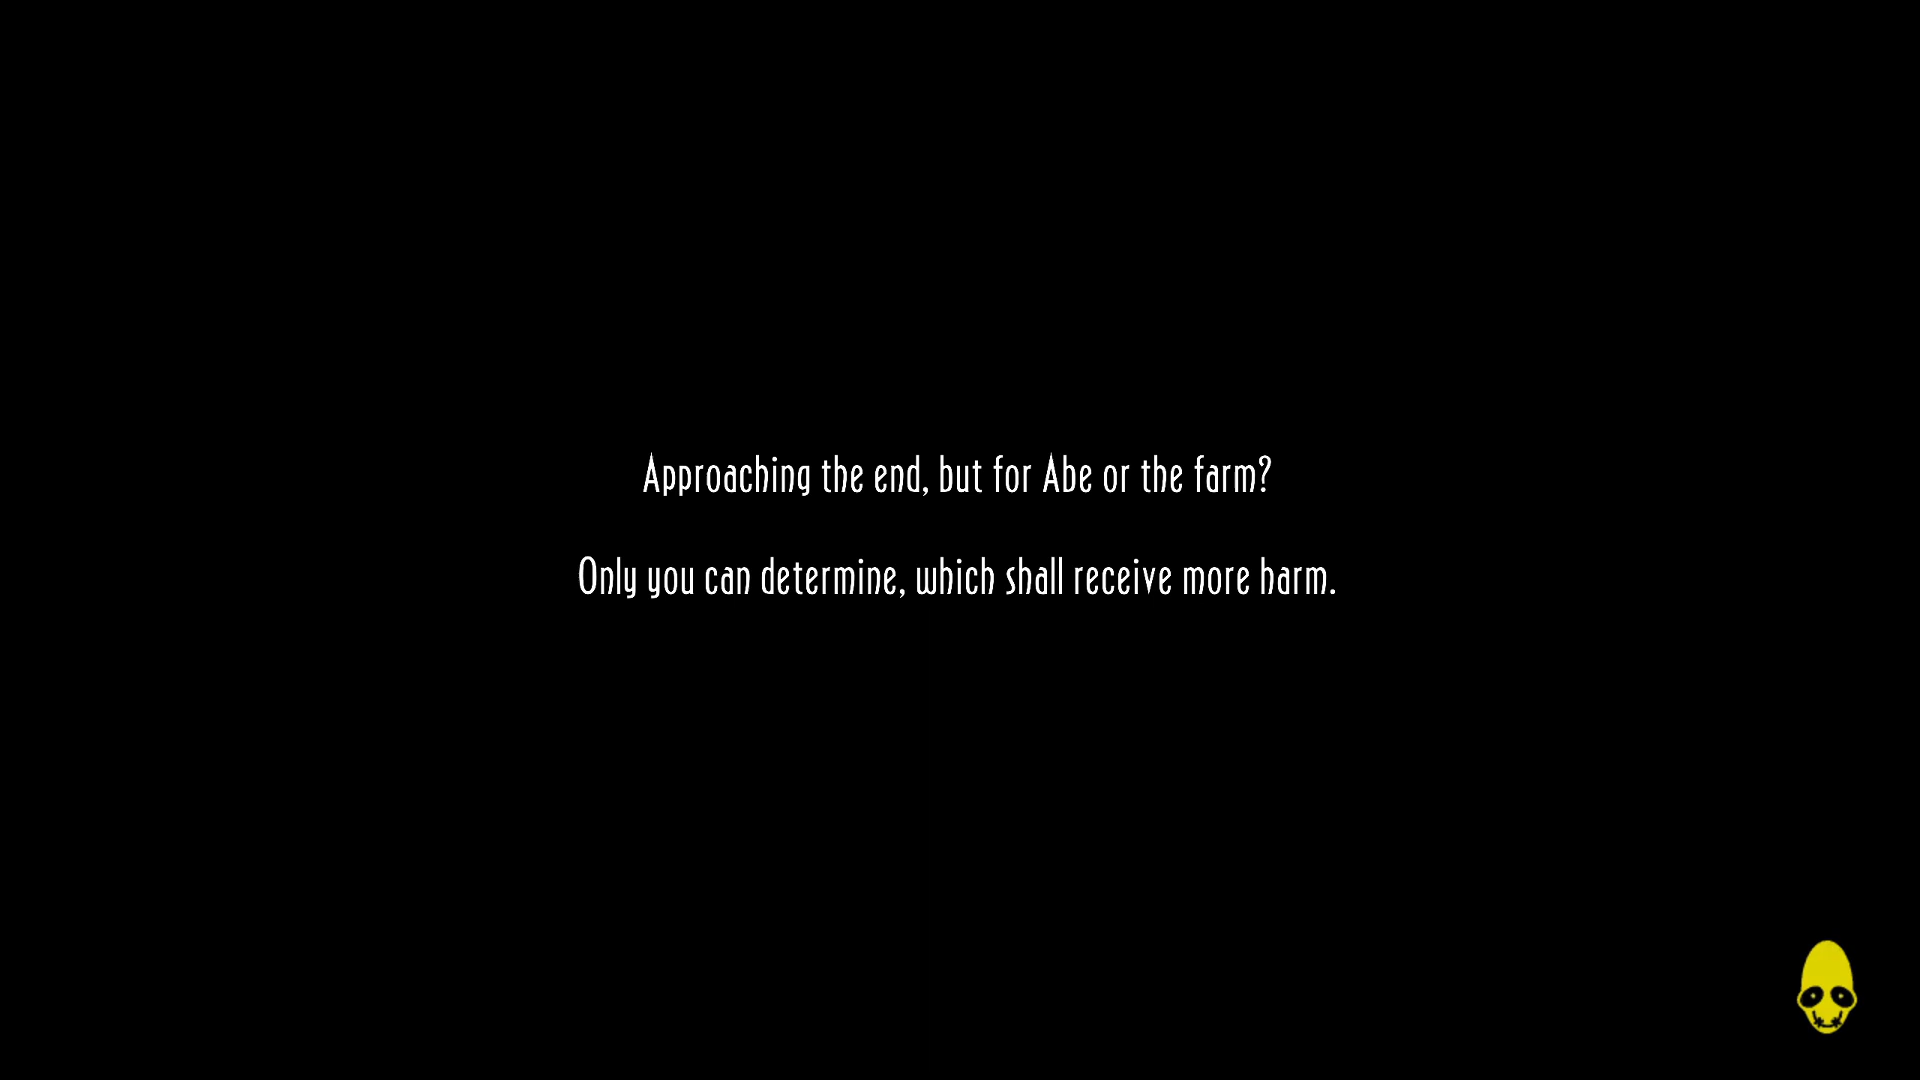 Approaching the end, but for Abe or the farm?
Only you can determine, which shall receive more harm.